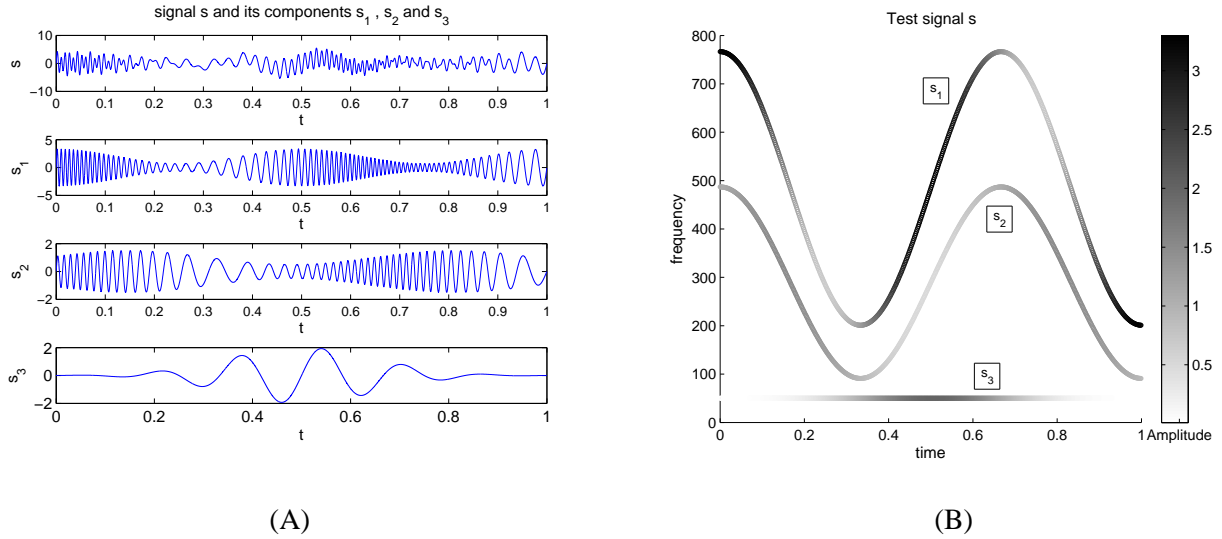 signal s and its components s1 , s2 and s3
10
0
−10
s
0 0.1 0.2 0.3 0.4 0.5 0.6 0.7 0.8 0.9 1
t
5
0
−5
s1
0 0.1 0.2 0.3 0.4 0.5 0.6 0.7 0.8 0.9 1
t
2
0
−2
s2
0 0.1 0.2 0.3 0.4 0.5 0.6 0.7 0.8 0.9 1
t
2
0
−2
s3
0 0.2 0.4 0.6 0.8 1
t
(A)
Test signal s
800
700
600
500
400
300
200
100
0
frequency
s1
s2
s3
0 0.2 0.4 0.6 0.8 1
time
3
2.5
2
1.5
1
0.5
Amplitude
(B)